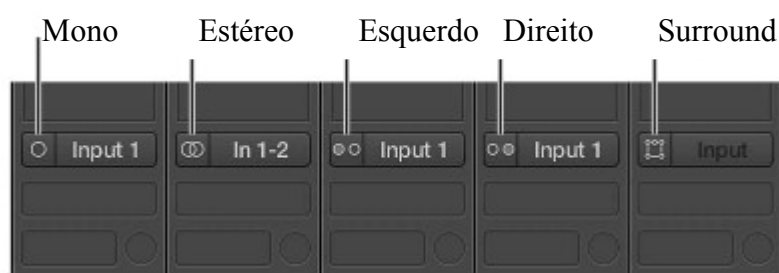 Mono Estéreo Esquerdo Direito Surround
Input 1 In 1-2 Input 1 Input 1 Input